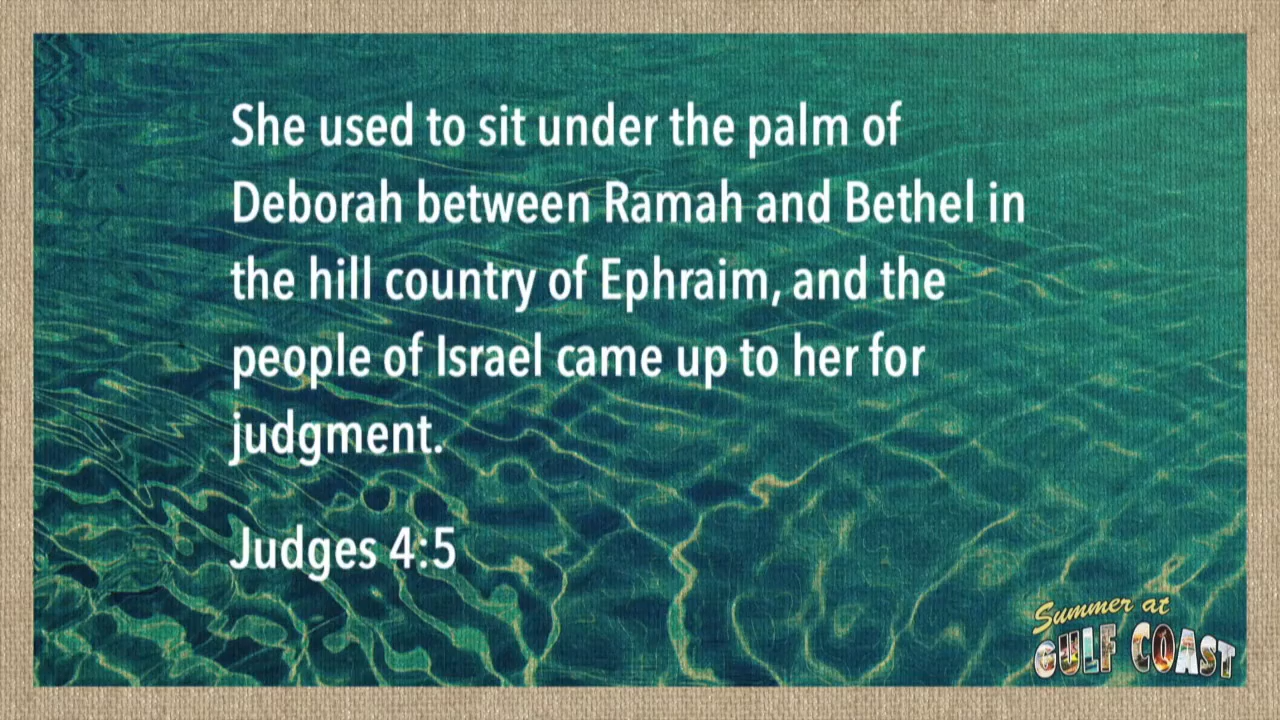 She used to sit under the palm of
Deborah between Ramah and Bethel in
the hill country of Ephraim, and the
people of Israel came up to her for
judgment.
Judges 4:5
Summer at
GULF COAST